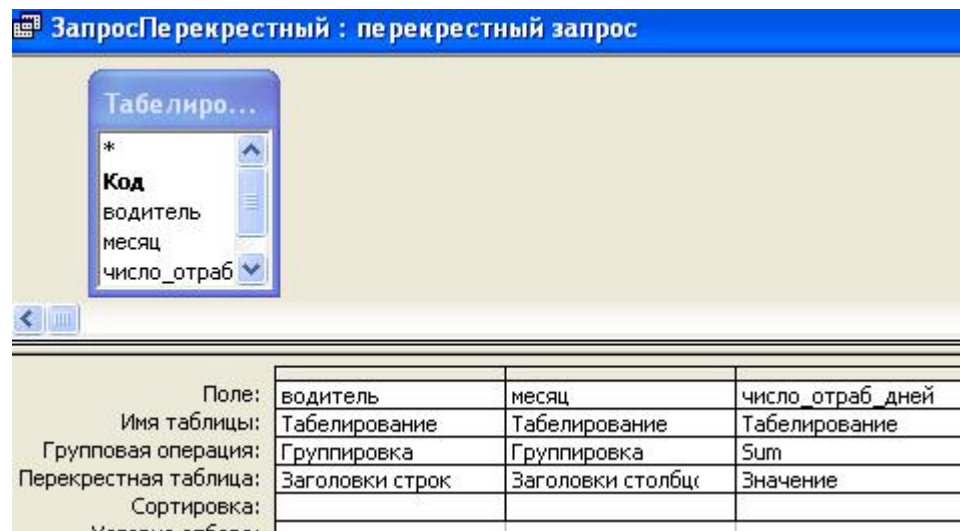 ЗапросПерекрестный : перекрестный запрос
Табелиро...
*
Код
водитель
месяц
число_отраб
Поле: водитель месяц число_отраб_дней
Имя таблицы: Табелирование Табелирование Табелирование
Групповая операция: Группировка Группировка Sum
Перекрестная таблица: Заголовки строк Заголовки столбцо Значение
Сортировка: